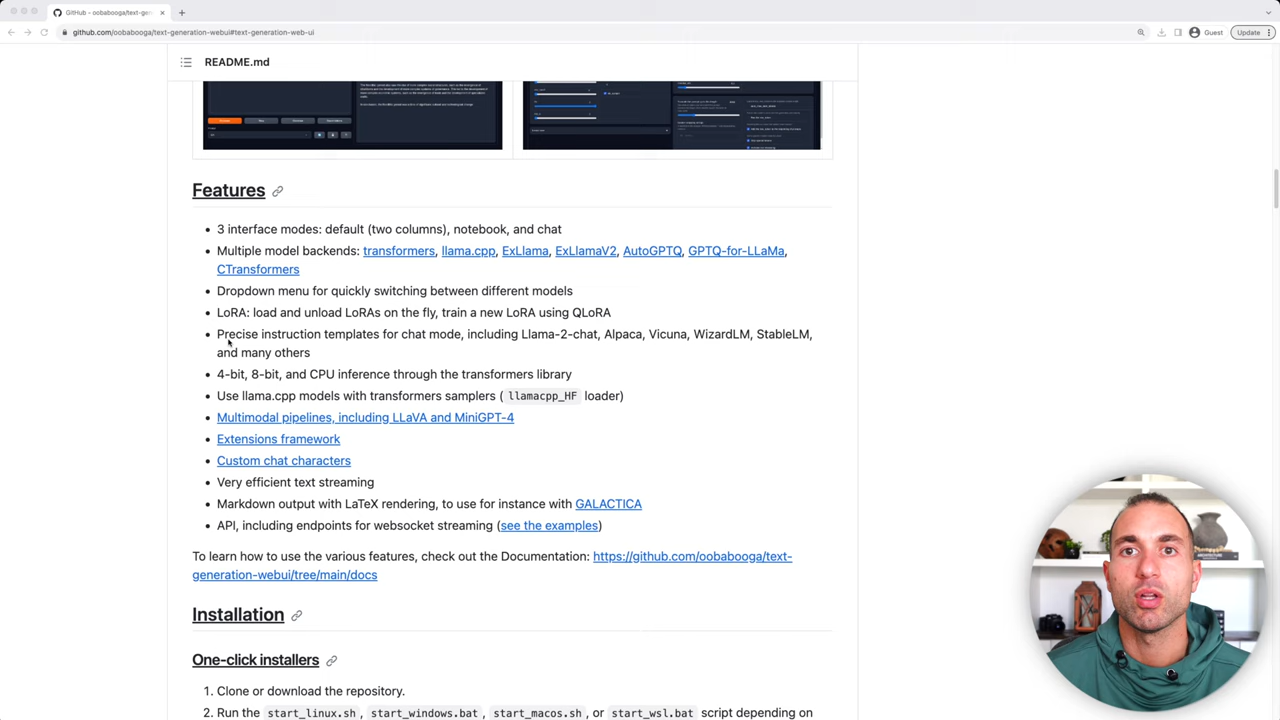 GitHub - oobabooga/text-gen
github.com/oobabooga/text-generation-webui#text-generation-web-ui
Guest
Update
README.md
Features
3 interface modes: default (two columns), notebook, and chat
Multiple model backends: transformers, llama.cpp, ExLlama, ExLlamaV2, AutoGPTQ, GPTQ-for-LLaMa,
CTransformers
Dropdown menu for quickly switching between different models
LoRA: load and unload LoRAs on the fly, train a new LoRA using QLoRA
Precise instruction templates for chat mode, including Llama-2-chat, Alpaca, Vicuna, WizardLM, StableLM,
and many others
4-bit, 8-bit, and CPU inference through the transformers library
Use llama.cpp models with transformers samplers ( llamacpp_HF loader)
Multimodal pipelines, including LLaVA and MiniGPT-4
Extensions framework
Custom chat characters
Very efficient text streaming
Markdown output with LaTeX rendering, to use for instance with GALACTICA
API, including endpoints for websocket streaming (see the examples)
To learn how to use the various features, check out the Documentation: https://github.com/oobabooga/text-
generation-webui/tree/main/docs
Installation
One-click installers
1. Clone or download the repository.
2. Run the start_linux.sh , start_windows.bat , start_macos.sh , or start_wsl.bat script depending on